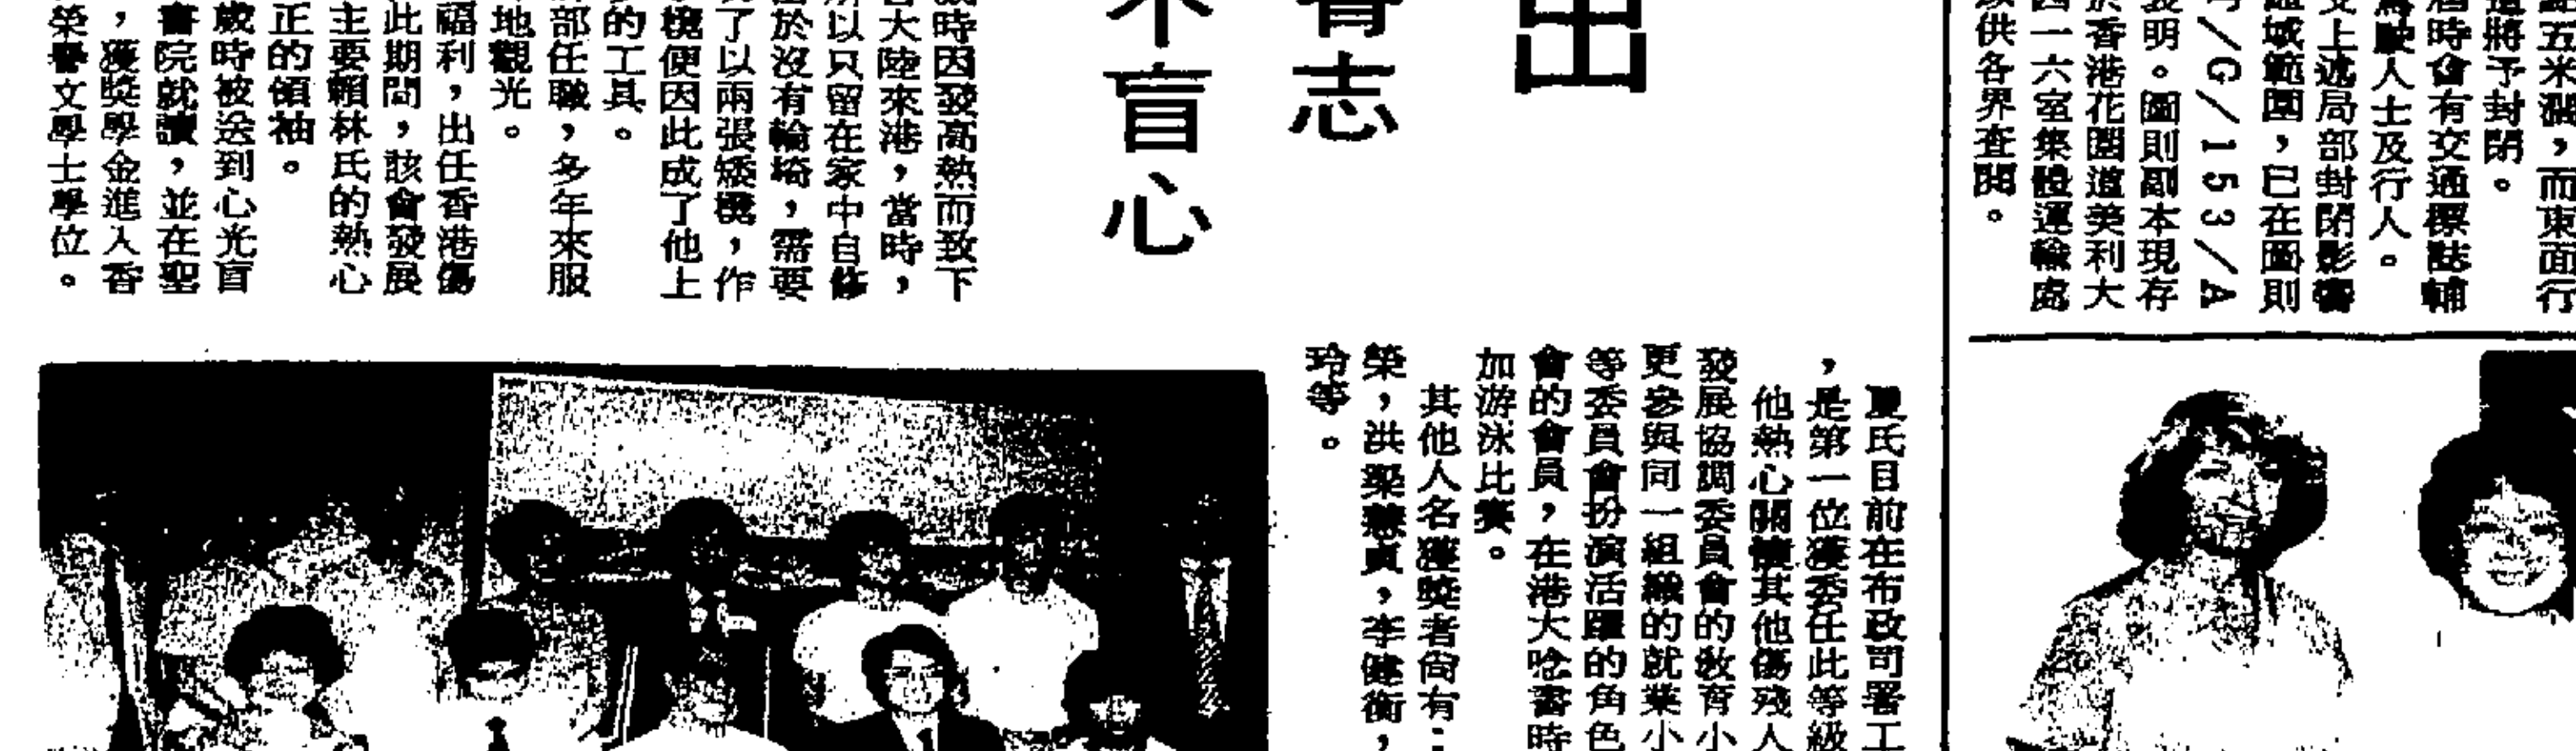 點五米濶，而東面行
道將予封閉。
屆時會有交通標誌輔
駕駛人士及行人。
上述局部封閉影響
區域範圍，已在圖則
/G/153/A
表明。圖則副本現存
於香港花園道美利大
四一六室集體運輸處
供各界查閱。
出
志
不盲心
歲時因發高熱而致下
大陸來港，當時，
所以只留在家中自修
由於沒有輪埼，需要
了以兩張矮櫈，作
櫈便因此成了他上
的工具。
部任職，多年來服
地觀光。
福利，出任香港傷
此期間，該會發展
主要賴林氏的熱心
正的領袖。
歲時被送到心光盲
書院就讀，並在聖
，獲獎學金進入香
榮譽文學士學位。
夏氏目前在布政司署工
，是第一位獲委任此等級
他熱心關懷其他傷殘人
發展協調委員會的敎育小
更參與同一組織的就業小
等委員會扮演活躍的角色
會的會員，在港大唸書時
加游泳比賽。
其他人名獲獎者尙有：
榮，洪梁慧貞，李健衡，
玲等。